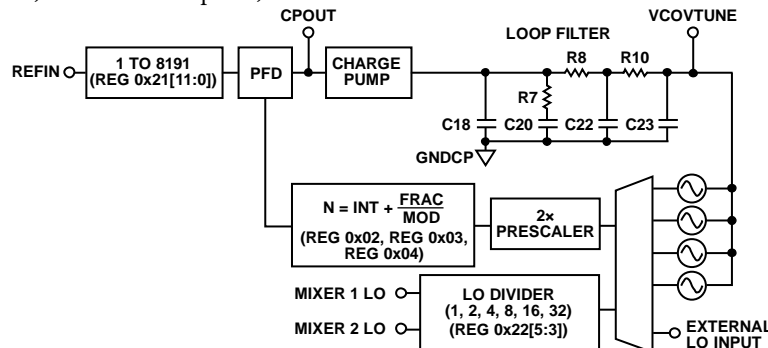 CPOUT
VCOVTUNE
LOOP FILTER
REFIN
1 TO 8191
(REG 0x21[11:0])
PFD
CHARGE
PUMP
R8
R10
R7
C18
C20
C22
C23
GNDCP
N = INT + FRAC
MOD
(REG 0x02, REG 0x03,
REG 0x04)
2×
PRESCALER
MIXER 1 LO
MIXER 2 LO
LO DIVIDER
(1, 2, 4, 8, 16, 32)
(REG 0x22[5:3])
EXTERNAL
LO INPUT